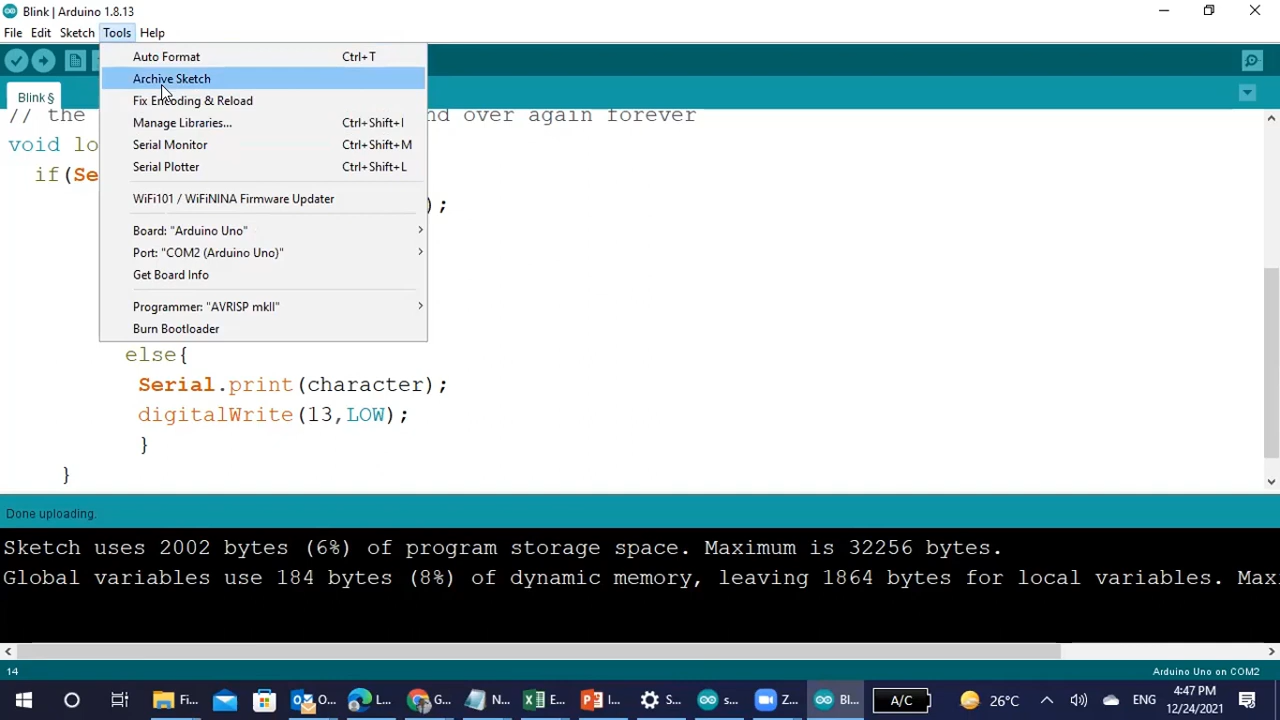 Blink | Arduino 1.8.13
File Edit Sketch Tools Help
Auto Format Ctrl+T
Archive Sketch
Fix Encoding & Reload
Manage Libraries... Ctrl+Shift+I
Serial Monitor Ctrl+Shift+M
Serial Plotter Ctrl+Shift+L
WiFi101 / WiFiNINA Firmware Updater
Board: "Arduino Uno"
Port: "COM2 (Arduino Uno)"
Get Board Info
Programmer: "AVRISP mkII"
Burn Bootloader
Blink §
// the nd over again forever
void lo
if(Se
);
else{
Serial.print(character);
digitalWrite(13,LOW);
}
}
Done uploading.
Sketch uses 2002 bytes (6%) of program storage space. Maximum is 32256 bytes.
Global variables use 184 bytes (8%) of dynamic memory, leaving 1864 bytes for local variables. Maxi
14 Arduino Uno on COM2
Fi... O... L... G... N... E... I... S... s... Z... Bl... A/C 26°C ENG 4:47 PM
12/24/2021